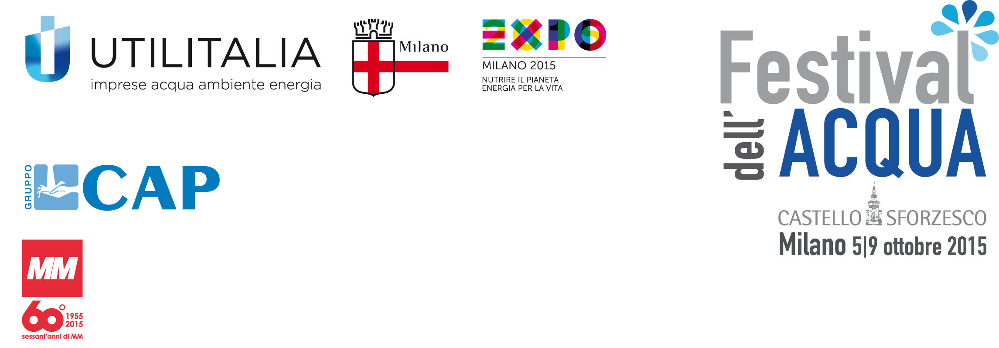 UTILITALIA
imprese acqua ambiente energia
Milano
EXPO
MILANO 2015
NUTRIRE IL PIANETA
ENERGIA PER LA VITA
Festival
dell'
ACQUA
CASTELLO SFORZESCO
Milano 5|9 ottobre 2015
GRUPPO
CAP
MM
60°
1955
2015
sessant'anni di MM